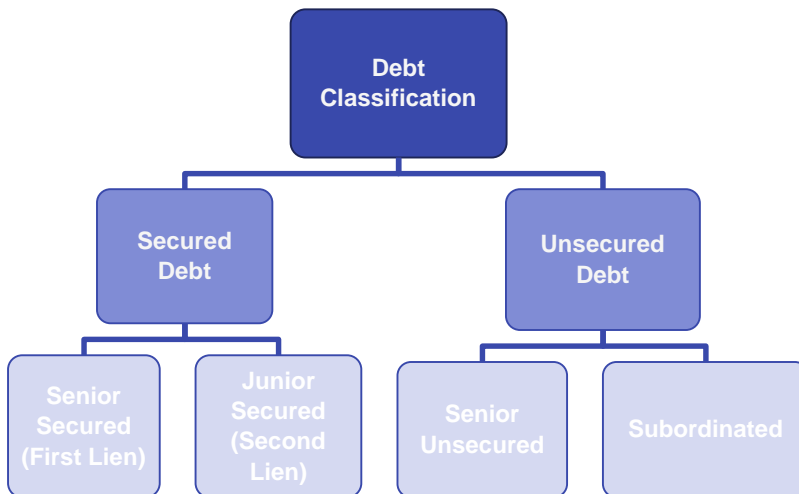 Debt
Classification
Secured
Debt
Unsecured
Debt
Senior
Secured
(First Lien)
Junior
Secured
(Second
Lien)
Senior
Unsecured
Subordinated